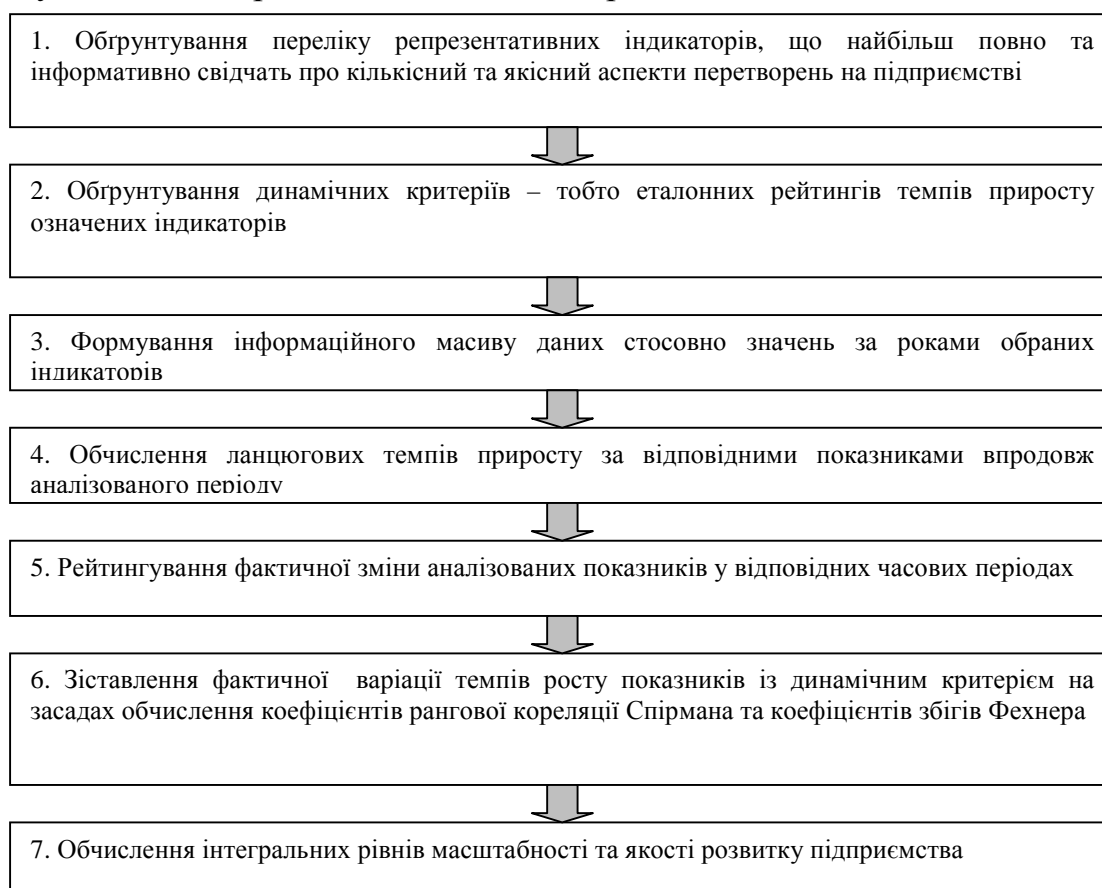 1. Обґрунтування переліку репрезентативних індикаторів, що найбільш повно та
інформативно свідчать про кількісний та якісний аспекти перетворень на підприємстві
2. Обґрунтування динамічних критеріїв – тобто еталонних рейтингів темпів приросту
означених індикаторів
3. Формування інформаційного масиву даних стосовно значень за роками обраних
індикаторів
4. Обчислення ланцюгових темпів приросту за відповідними показниками впродовж
аналізованого періоду
5. Рейтингування фактичної зміни аналізованих показників у відповідних часових періодах
6. Зіставлення фактичної варіації темпів росту показників із динамічним критерієм на
засадах обчислення коефіцієнтів рангової кореляції Спірмана та коефіцієнтів збігів Фехнера
7. Обчислення інтегральних рівнів масштабності та якості розвитку підприємства